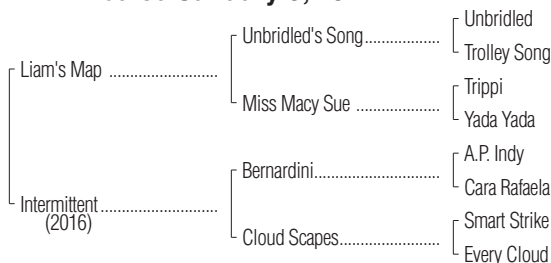 Unbridled
Unbridled's Song
Trolley Song
Liam's Map
Trippi
Miss Macy Sue
Yada Yada
A.P. Indy
Bernardini
Cara Rafaela
Intermittent
(2016)
Smart Strike
Cloud Scapes
Every Cloud